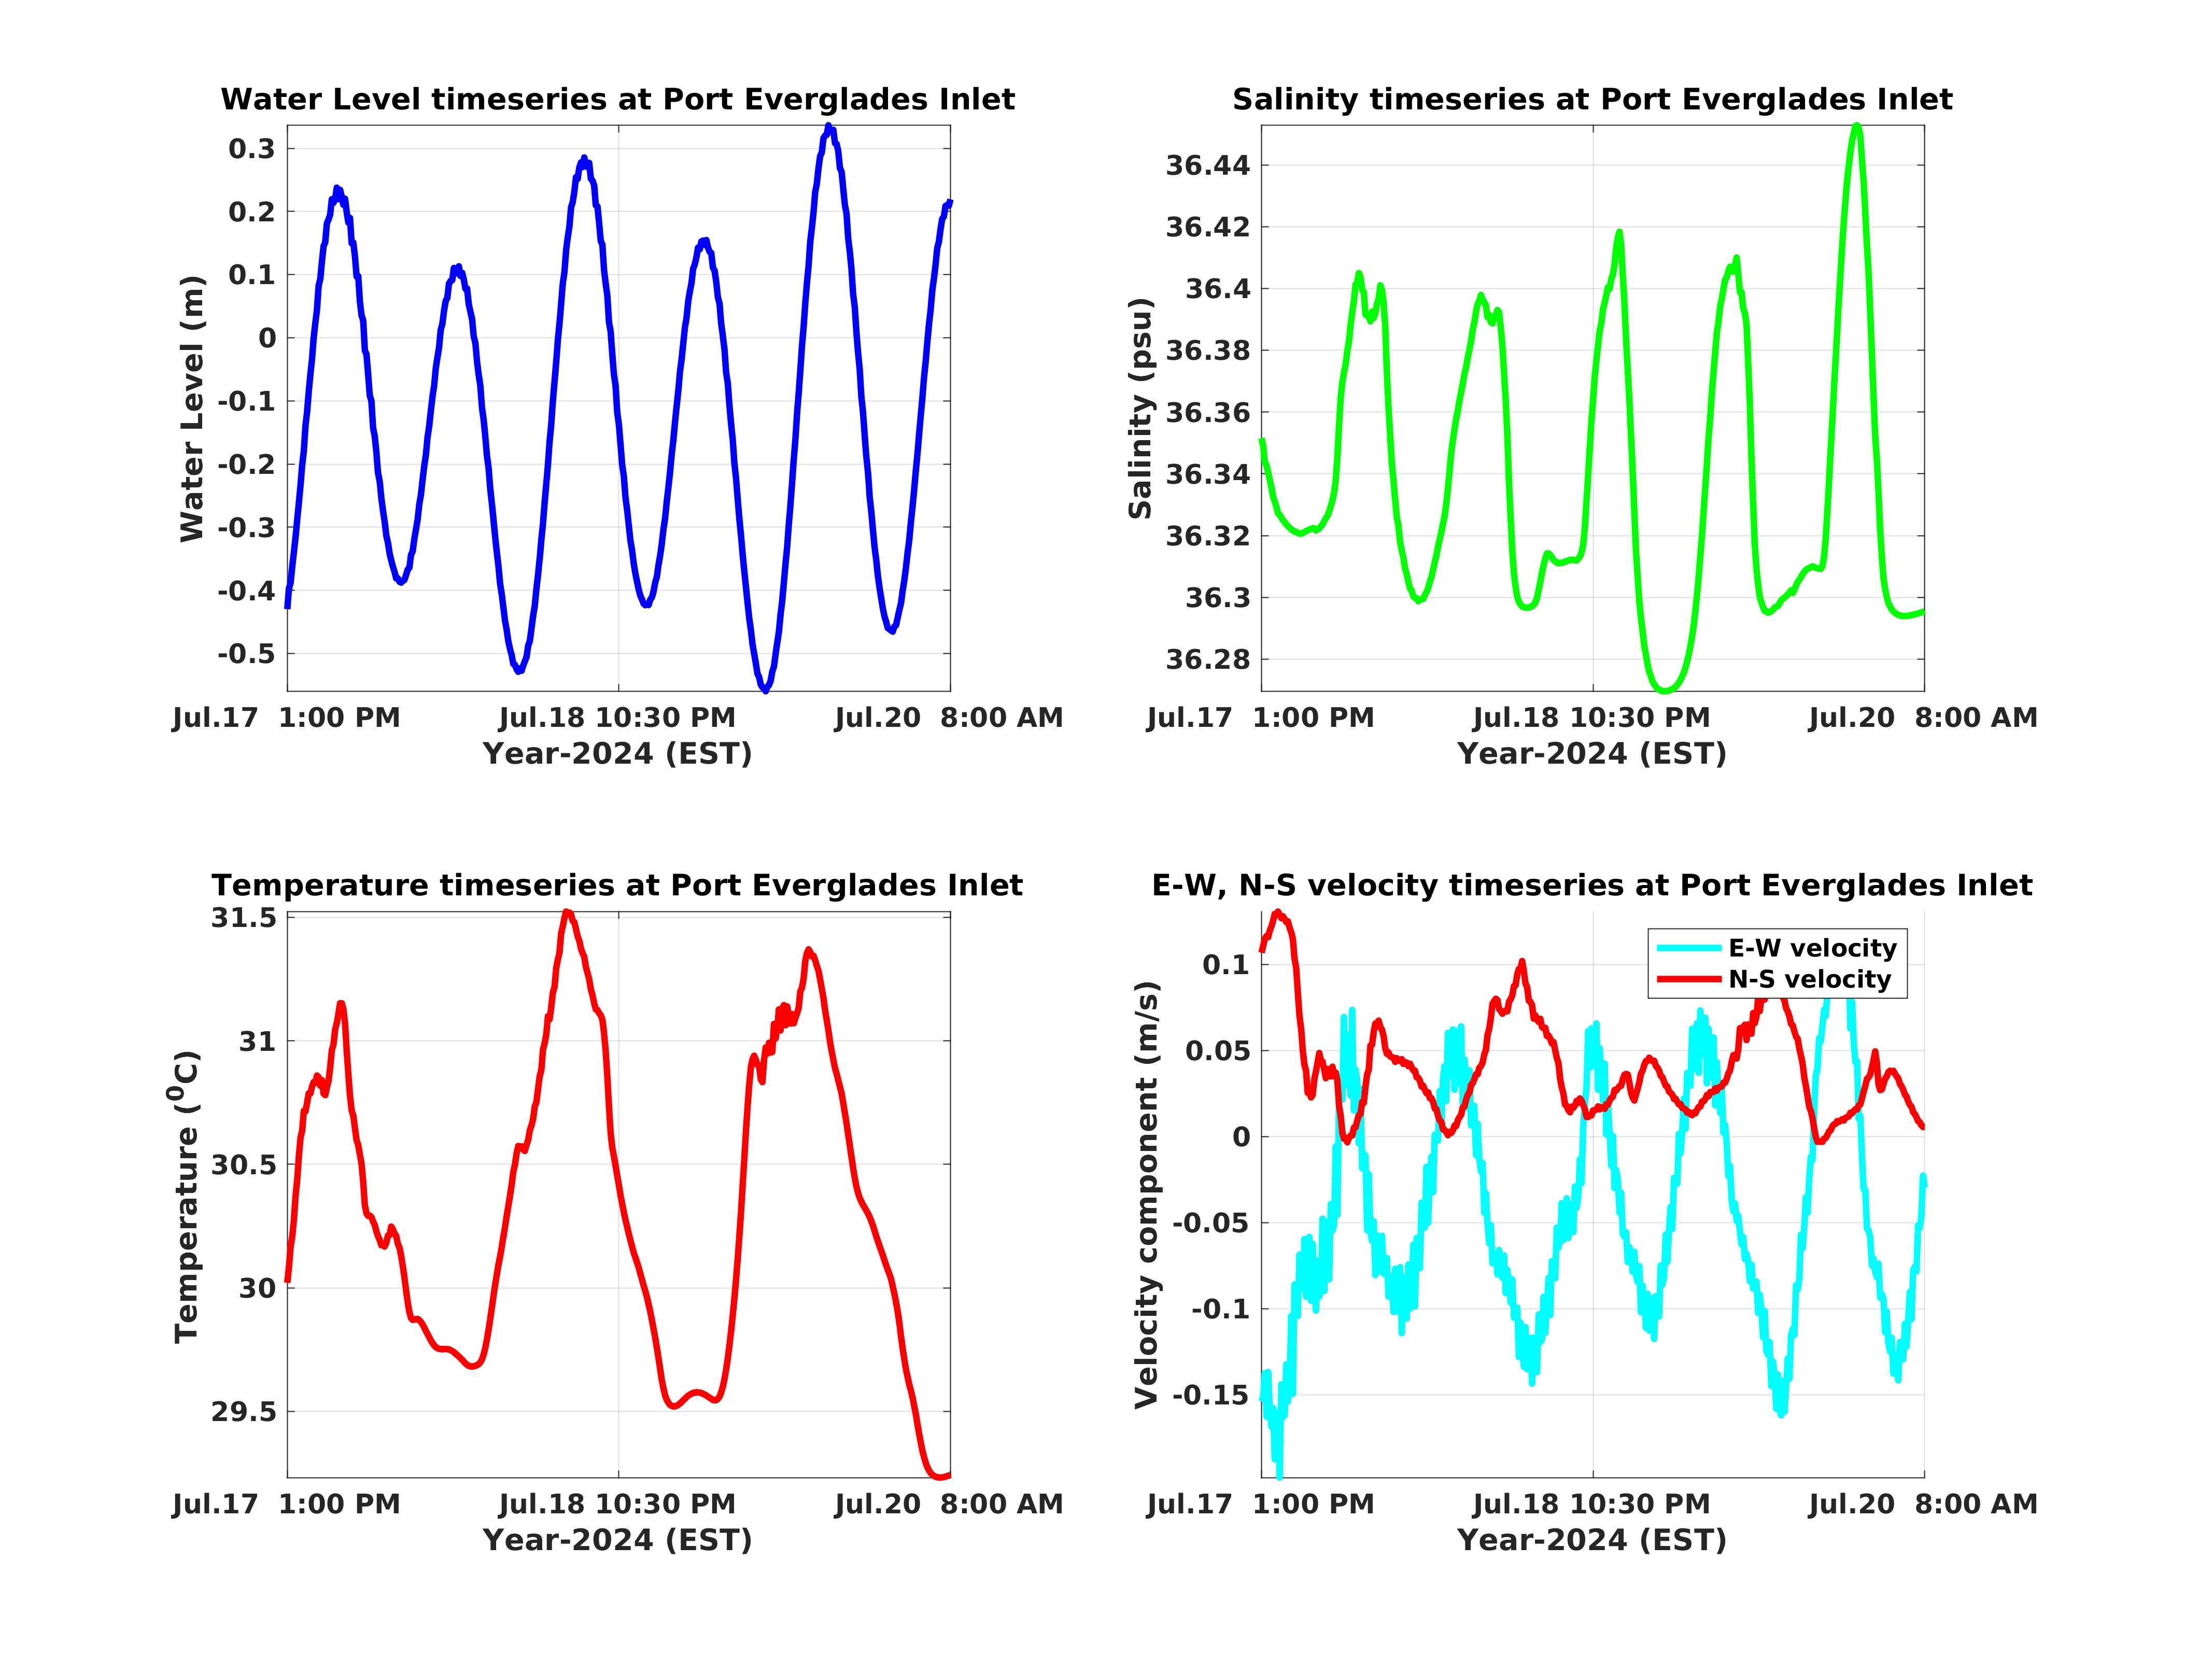 Water Level timeseries at Port Everglades Inlet
Water Level (m)
0.3
0.2
0.1
0
-0.1
-0.2
-0.3
-0.4
-0.5
Jul.17 1:00 PM Jul.18 10:30 PM Jul.20 8:00 AM
Year-2024 (EST)
Salinity timeseries at Port Everglades Inlet
Salinity (psu)
36.44
36.42
36.4
36.38
36.36
36.34
36.32
36.3
36.28
Jul.17 1:00 PM Jul.18 10:30 PM Jul.20 8:00 AM
Year-2024 (EST)
Temperature timeseries at Port Everglades Inlet
Temperature (⁰C)
31.5
31
30.5
30
29.5
Jul.17 1:00 PM Jul.18 10:30 PM Jul.20 8:00 AM
Year-2024 (EST)
E-W, N-S velocity timeseries at Port Everglades Inlet
Velocity component (m/s)
E-W velocity
N-S velocity
0.1
0.05
0
-0.05
-0.1
-0.15
Jul.17 1:00 PM Jul.18 10:30 PM Jul.20 8:00 AM
Year-2024 (EST)